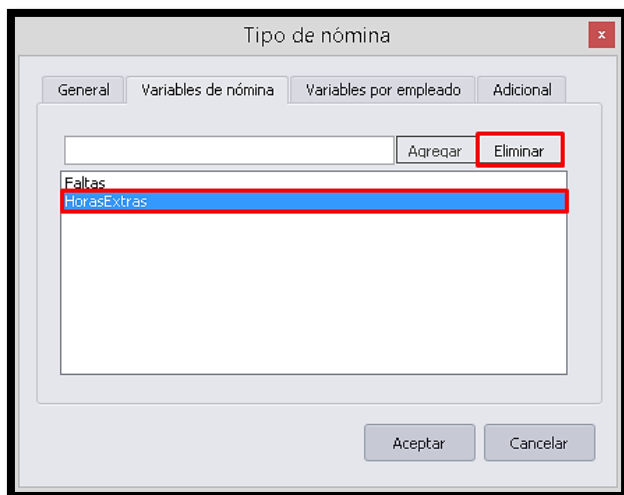 Tipo de nómina
x
General Variables de nómina Variables por empleado Adicional
Agregar Eliminar
Faltas
HorasExtras
Aceptar Cancelar